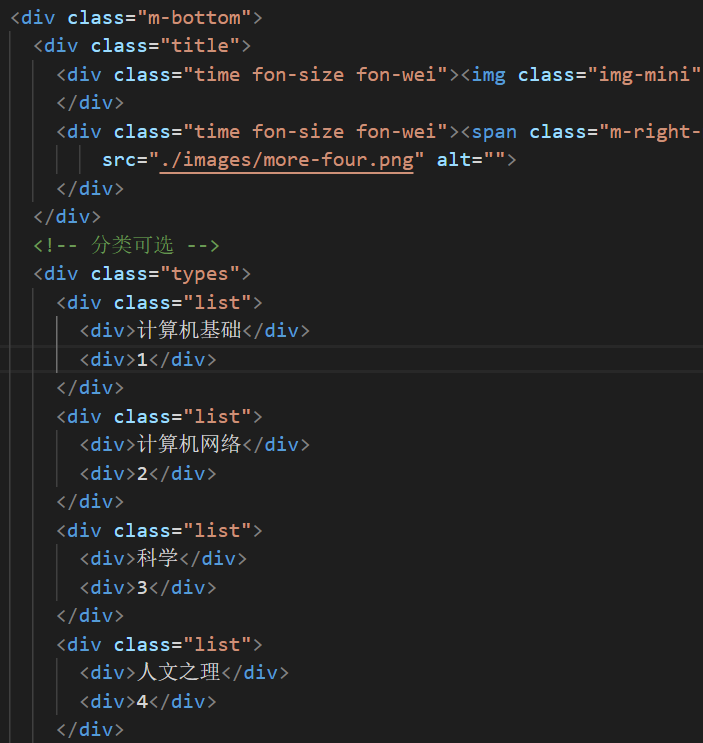 <div class="m-bottom">
<div class="title">
<div class="time fon-size fon-wei"><img class="img-mini"
</div>
<div class="time fon-size fon-wei"><span class="m-right-
src="./images/more-four.png" alt="">
</div>
</div>
<!-- 分类可选 -->
<div class="types">
<div class="list">
<div>计算机基础</div>
<div>1</div>
</div>
<div class="list">
<div>计算机网络</div>
<div>2</div>
</div>
<div class="list">
<div>科学</div>
<div>3</div>
</div>
<div class="list">
<div>人文之理</div>
<div>4</div>
</div>